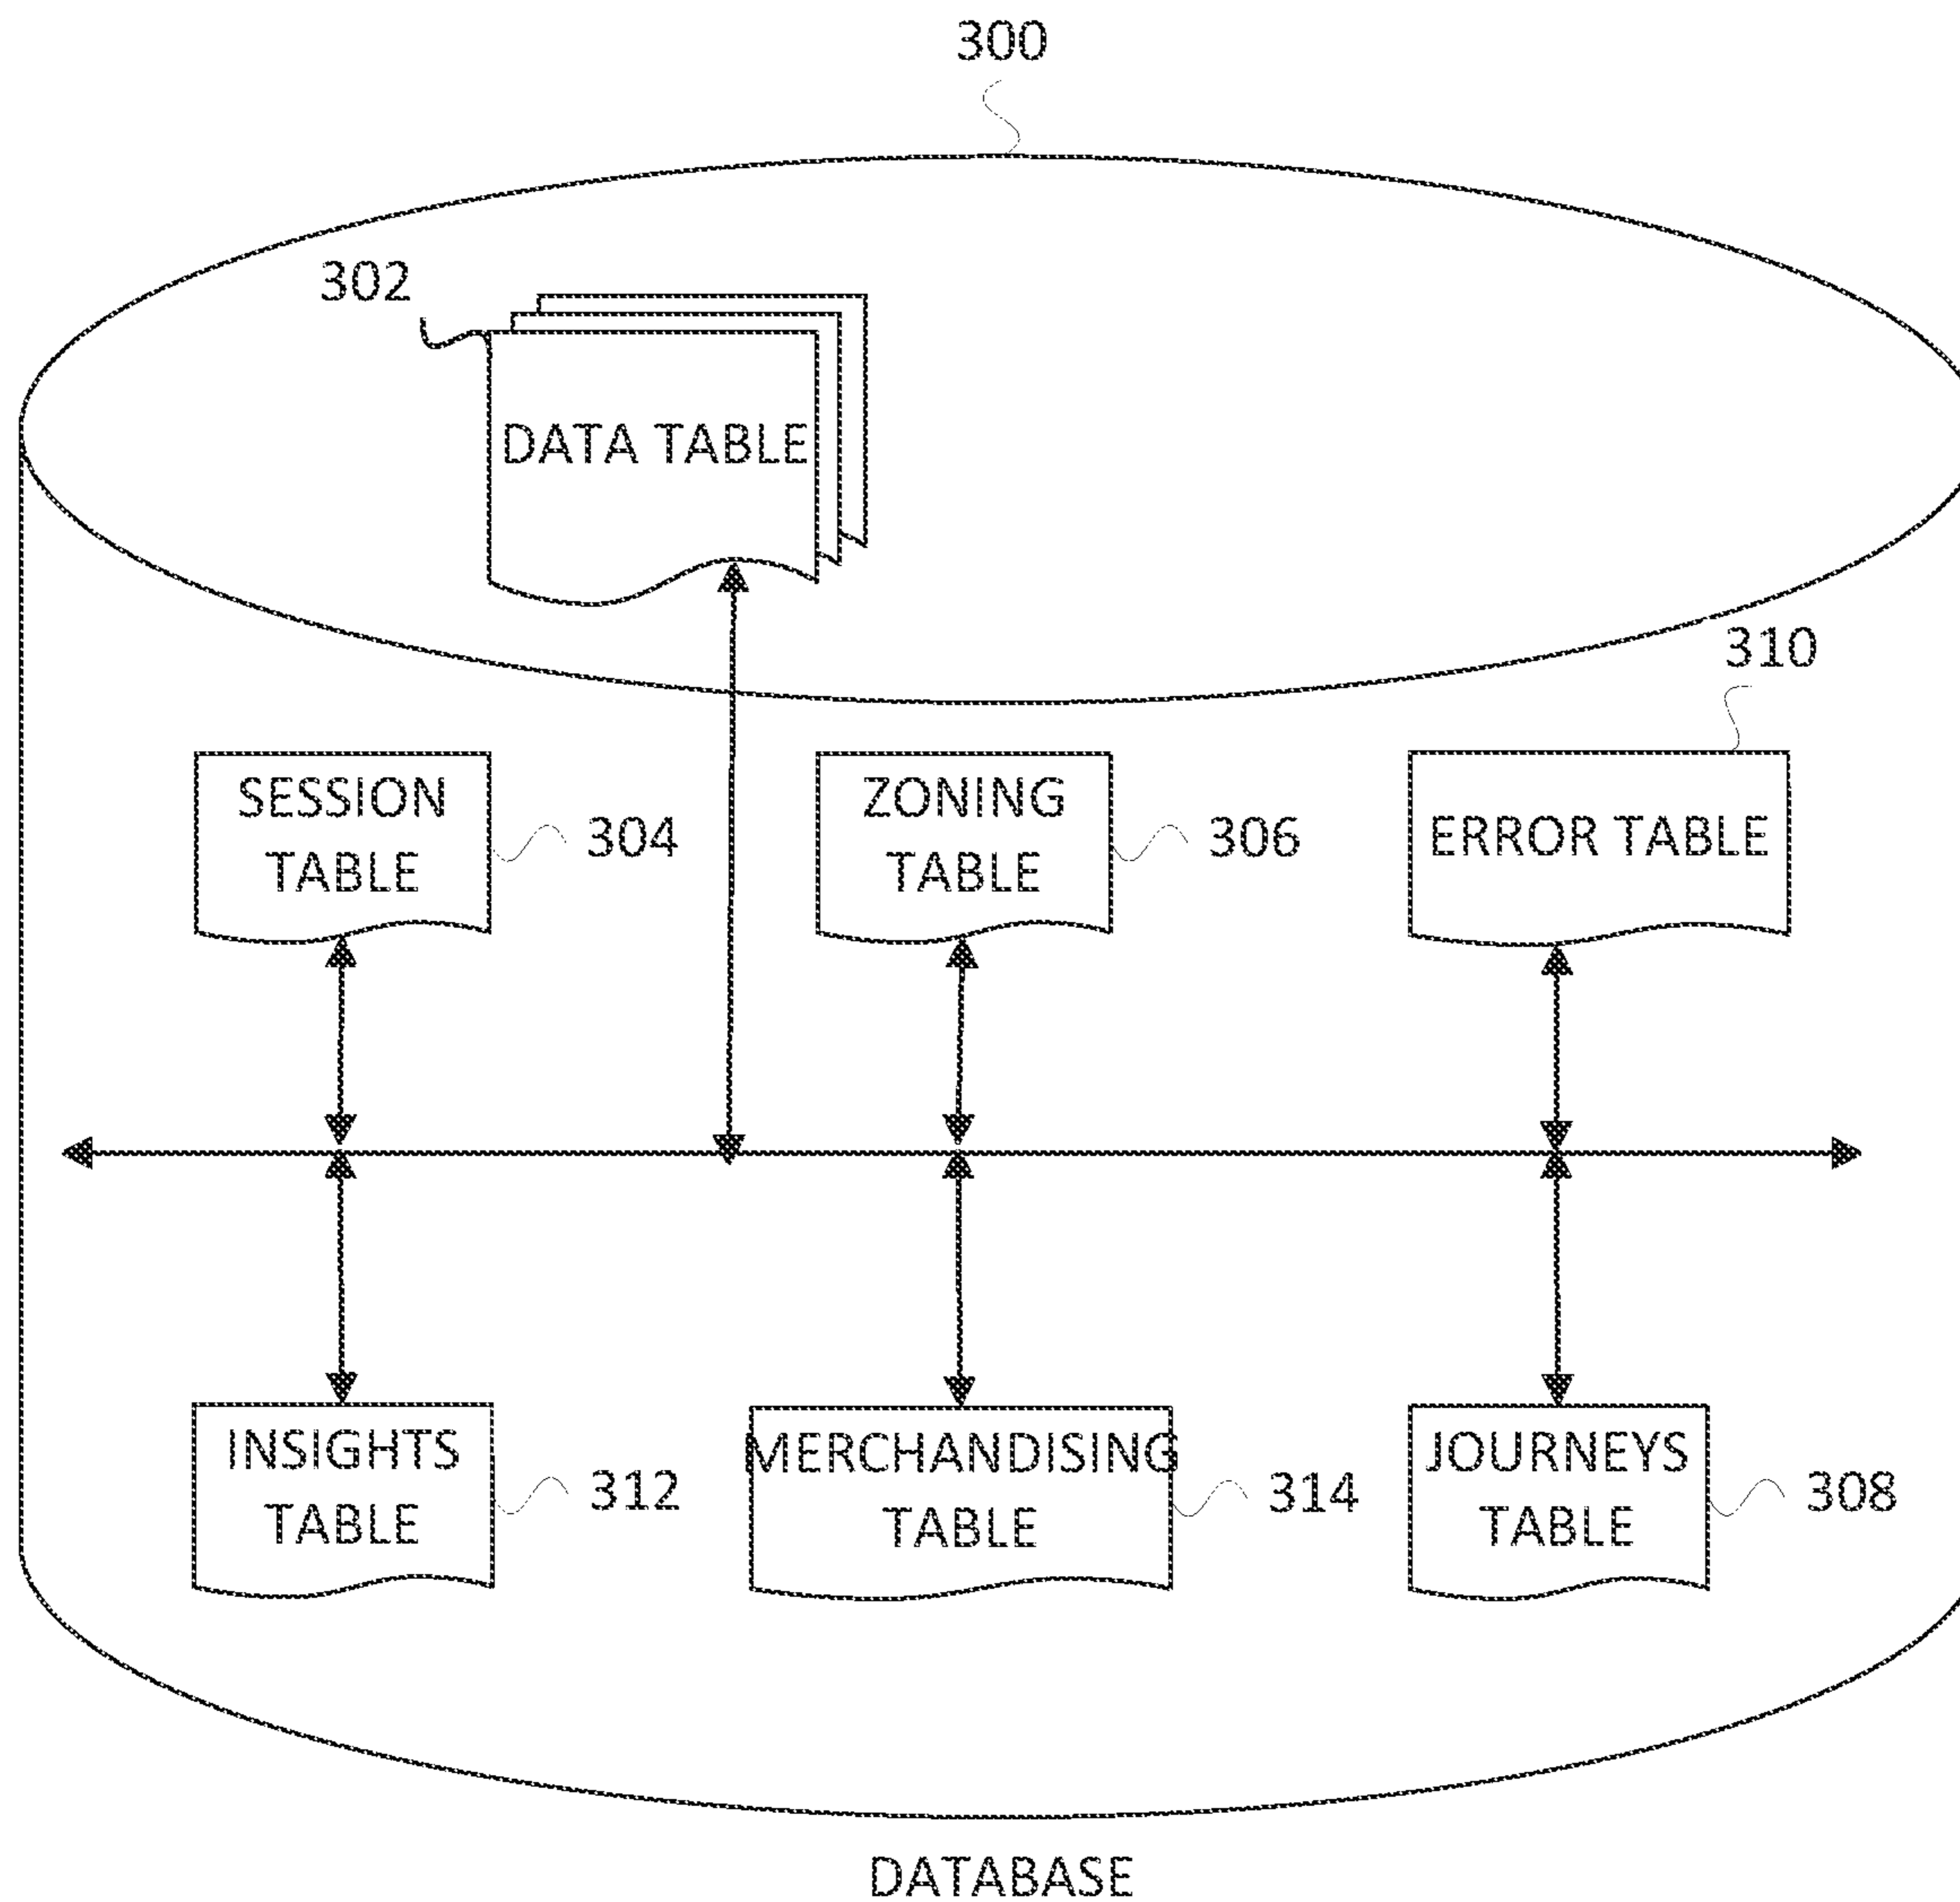 300
302
DATA TABLE
310
SESSION
TABLE
304
ZONING
TABLE
306
ERROR TABLE
INSIGHTS
TABLE
312
MERCHANDISING
TABLE
314
JOURNEYS
TABLE
308
DATABASE